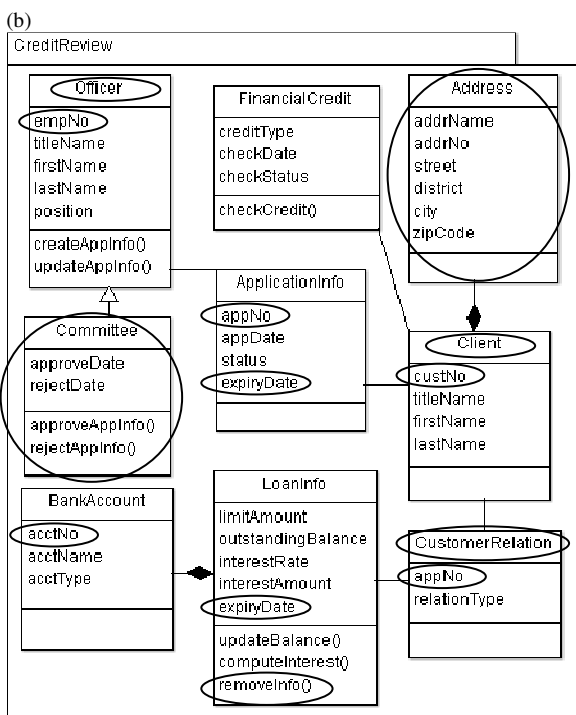 (b)
CreditReview
Officer
empNo
titleName
firstName
lastName
position
createAppInfo()
updateAppInfo()
FinancialCredit
creditType
checkDate
checkStatus
checkCredit()
Address
addrName
addrNo
street
district
city
zipCode
Committee
approveDate
rejectDate
approveAppInfo()
rejectAppInfo()
ApplicationInfo
appNo
appDate
status
expiryDate
Client
custNo
titleName
firstName
lastName
BankAccount
acctNo
acctName
acctType
LoanInfo
limitAmount
outstandingBalance
interestRate
interestAmount
expiryDate
updateBalance()
computeInterest()
removeInfo()
CustomerRelation
appNo
relationType